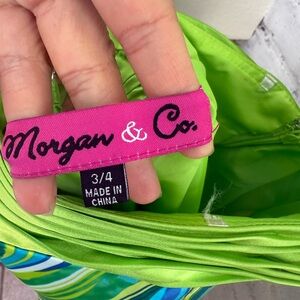 Morgan & Co.
3/4
MADE IN
CHINA